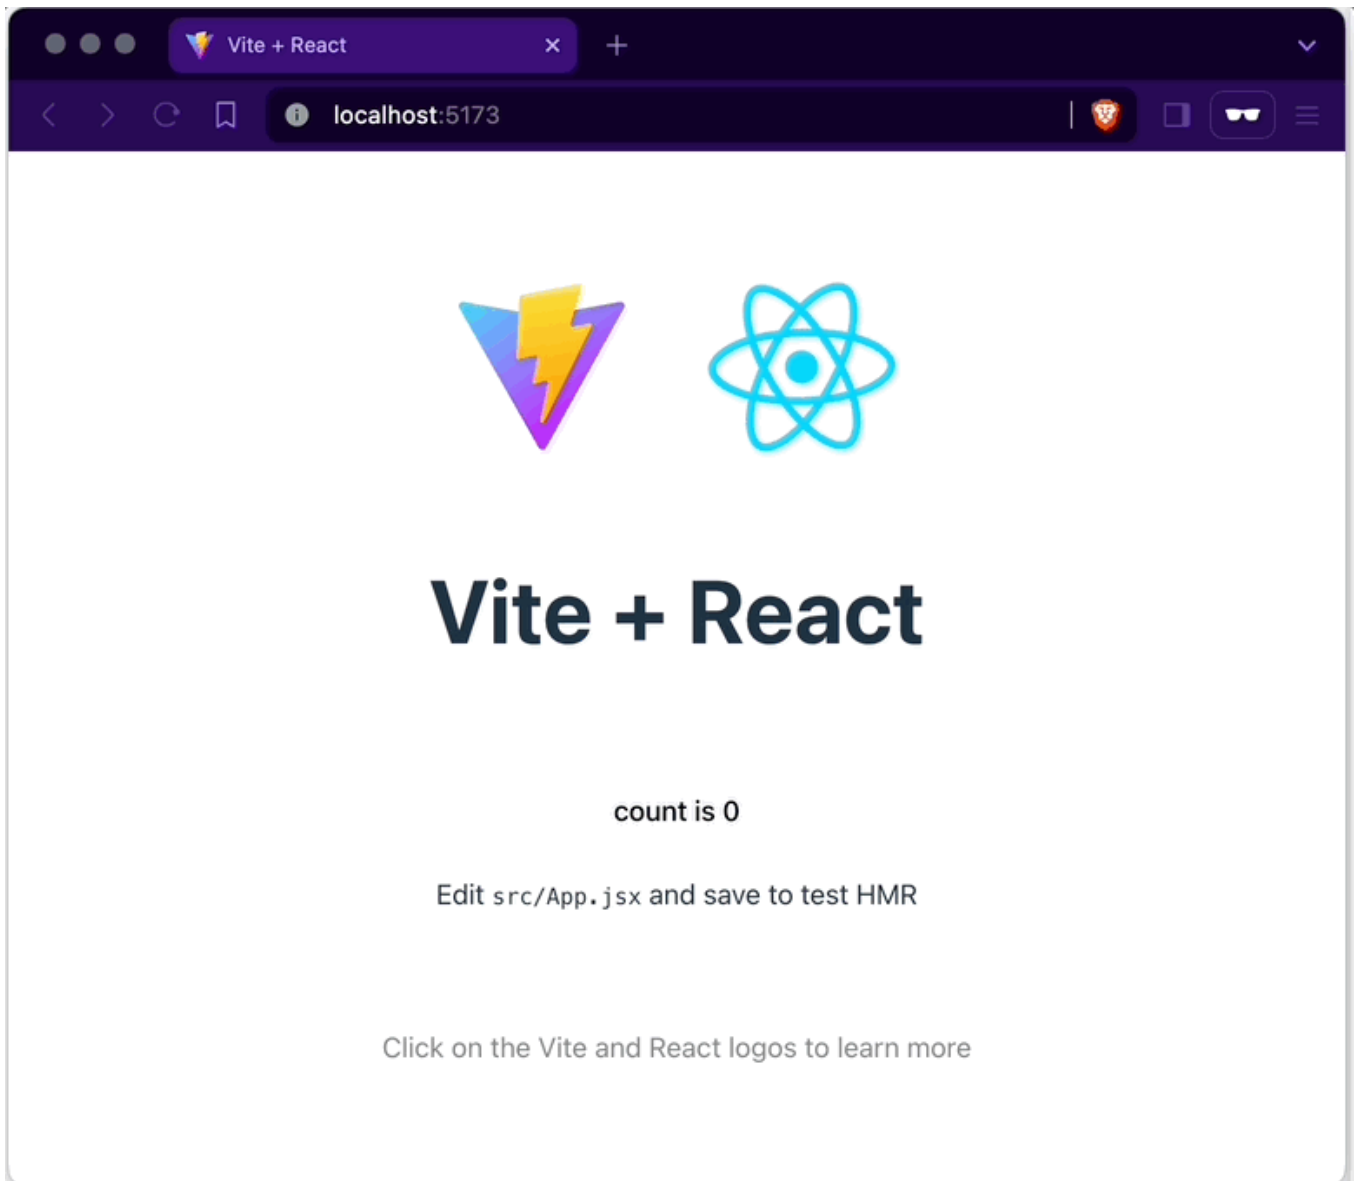 Vite + React
localhost:5173
Vite + React
count is 0
Edit src/App.jsx and save to test HMR
Click on the Vite and React logos to learn more